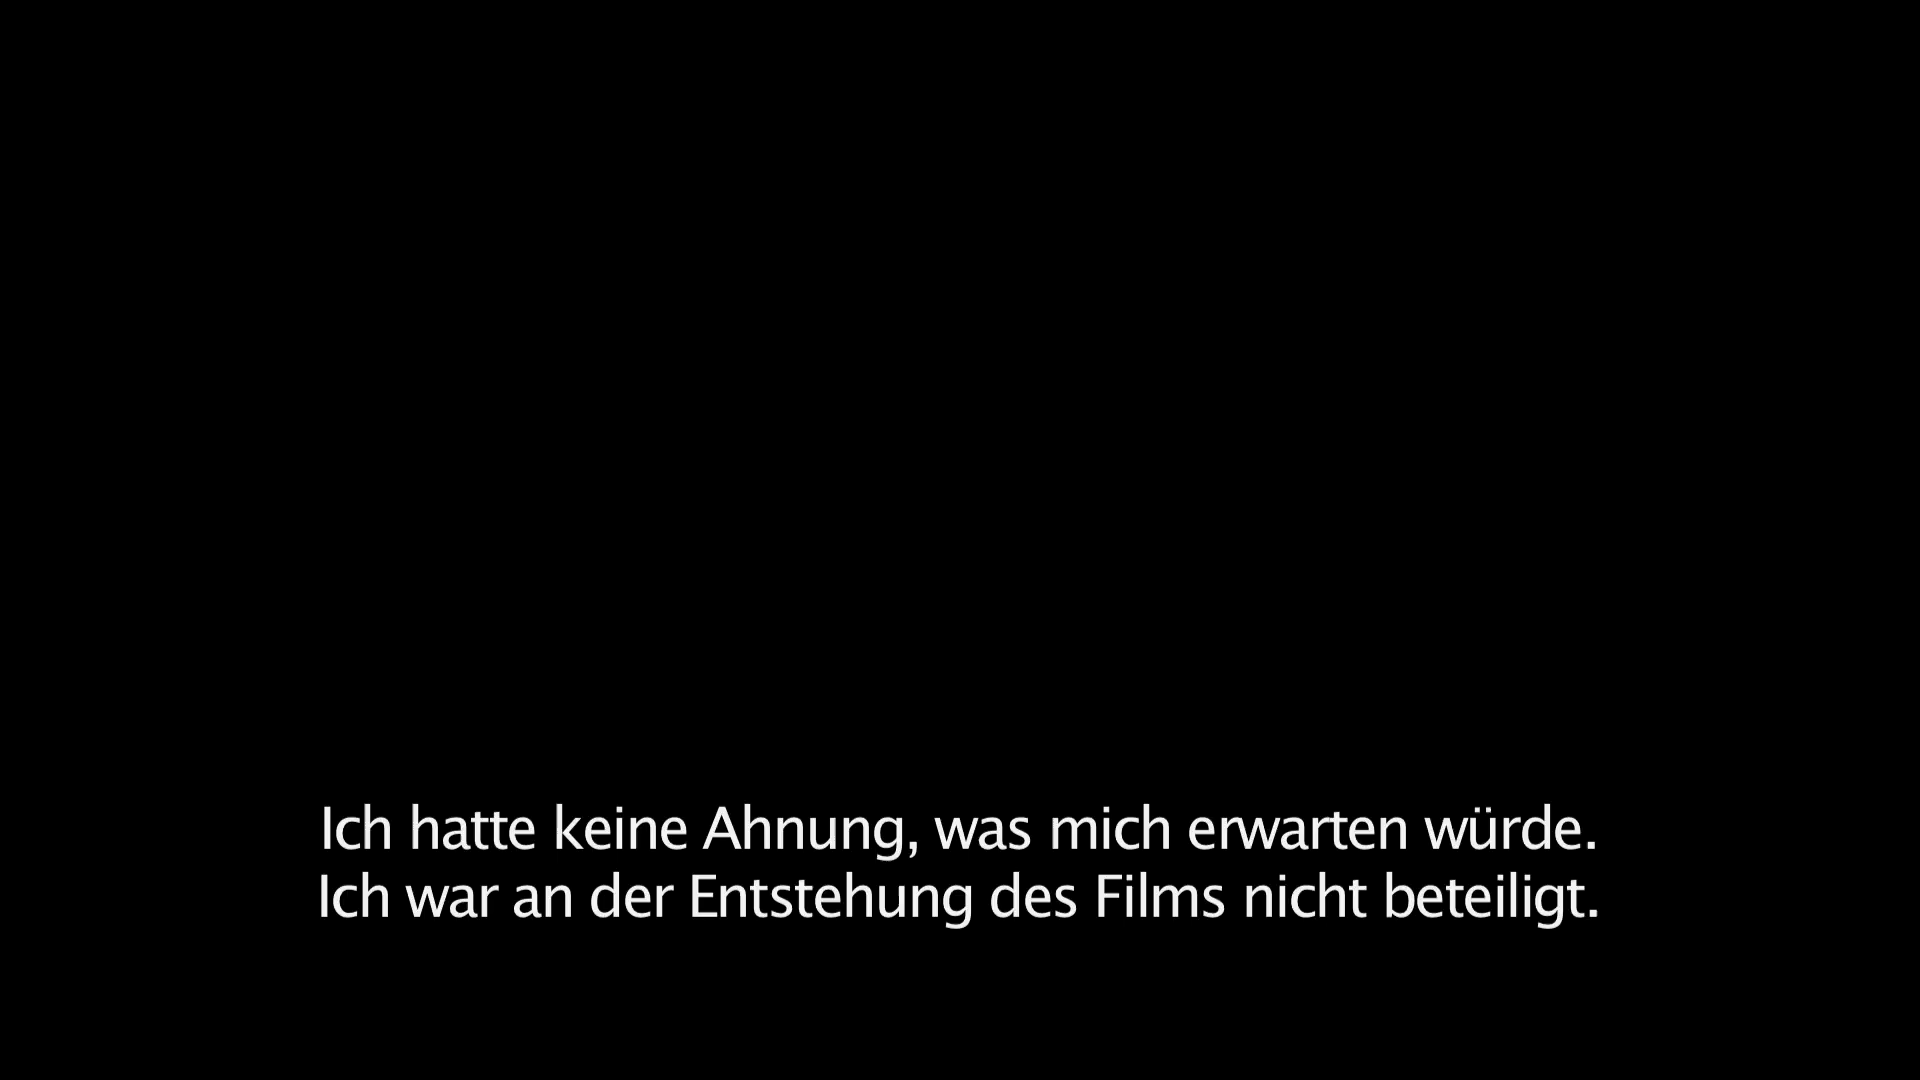 Ich hatte keine Ahnung, was mich erwarten würde.
Ich war an der Entstehung des Films nicht beteiligt.